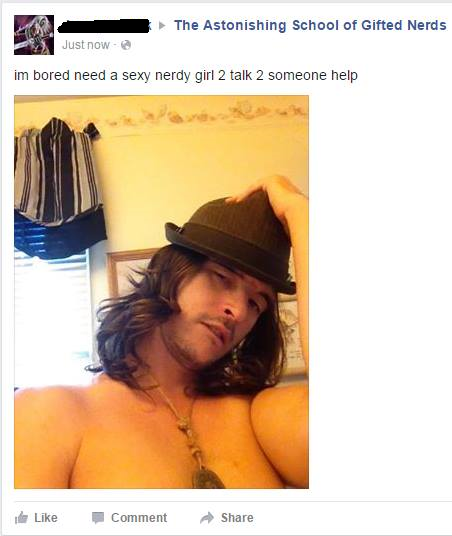 k ▸ The Astonishing School of Gifted Nerds
Just now ·
im bored need a sexy nerdy girl 2 talk 2 someone help
Like Comment Share